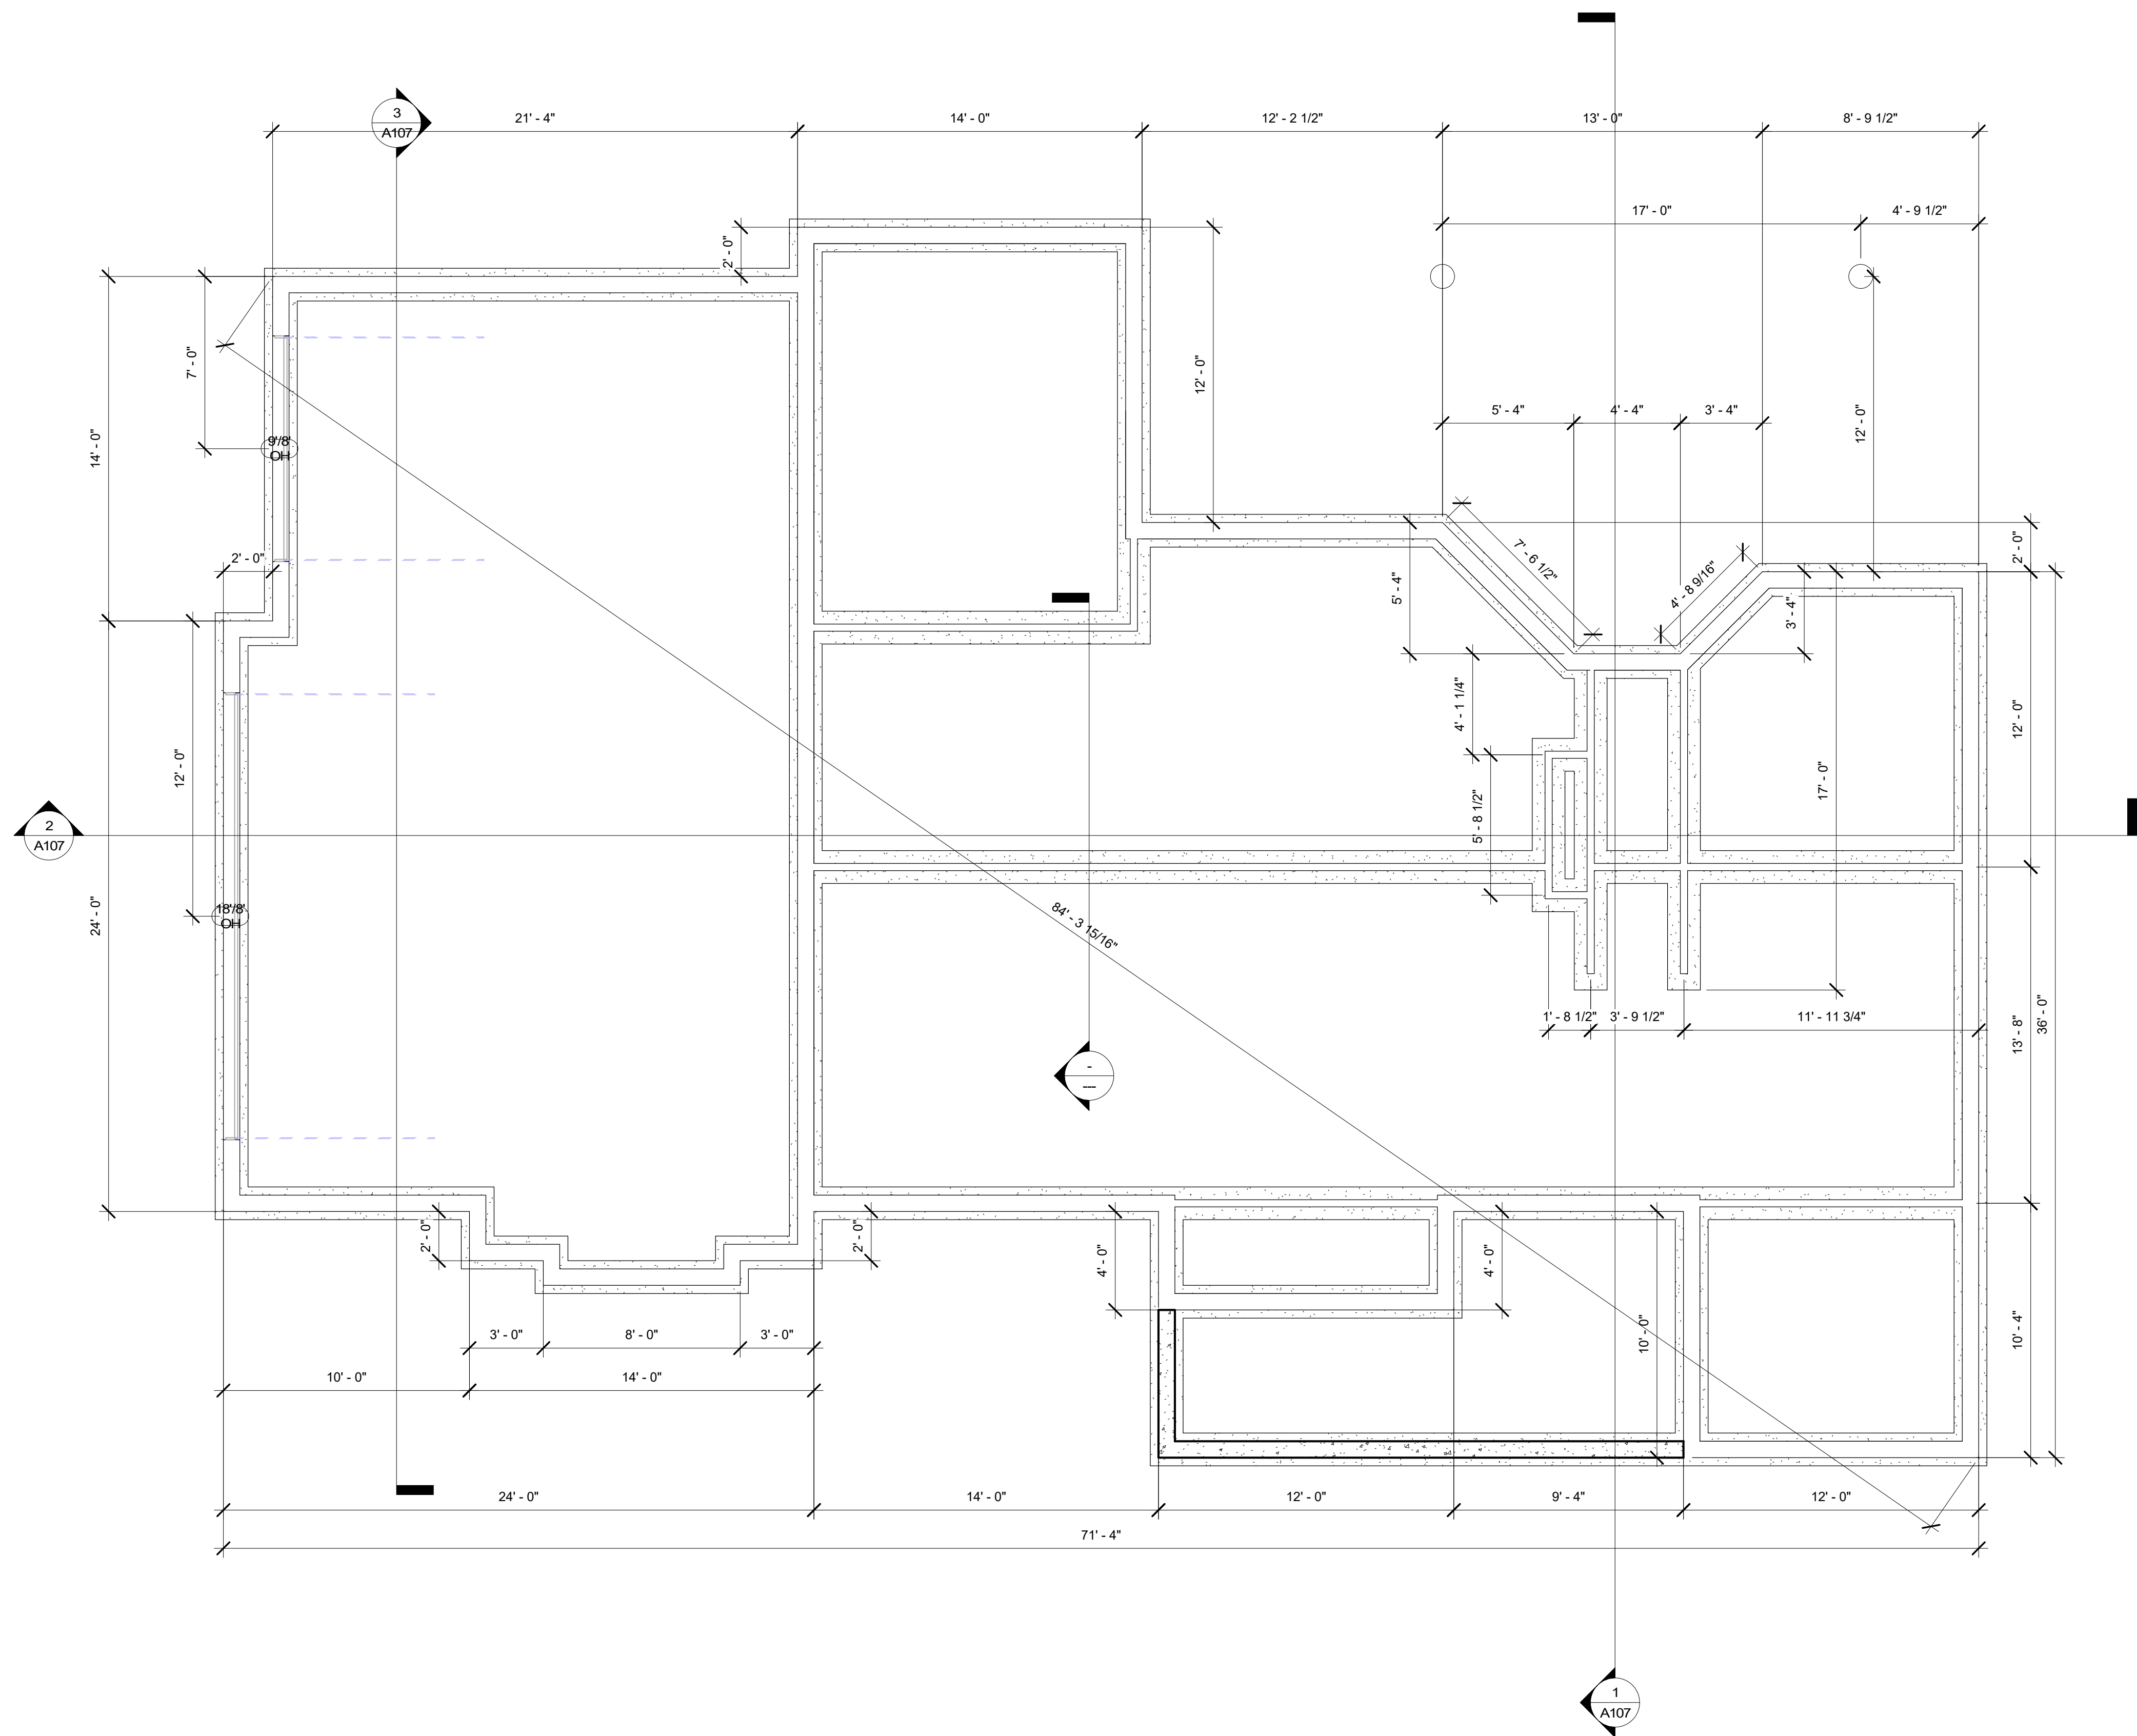 3
A107
21' - 4"
14' - 0"
12' - 2 1/2"
13' - 0"
8' - 9 1/2"
17' - 0"
4' - 9 1/2"
2' - 0"
7' - 0"
12' - 0"
12' - 0"
14' - 0"
9'/8'
OH
5' - 4"
4' - 4"
3' - 4"
2' - 0"
7' - 6 1/2"
4' - 8 9/16"
2' - 0"
5' - 4"
3' - 4"
4' - 1 1/4"
12' - 0"
12' - 0"
17' - 0"
5' - 8 1/2"
2
A107
24' - 0"
18'/8'
OH
84' - 3 15/16"
1' - 8 1/2"
3' - 9 1/2"
11' - 11 3/4"
13' - 8"
36' - 0"
-
---
2' - 0"
2' - 0"
4' - 0"
4' - 0"
10' - 0"
10' - 4"
3' - 0"
8' - 0"
3' - 0"
10' - 0"
14' - 0"
24' - 0"
14' - 0"
12' - 0"
9' - 4"
12' - 0"
71' - 4"
1
A107